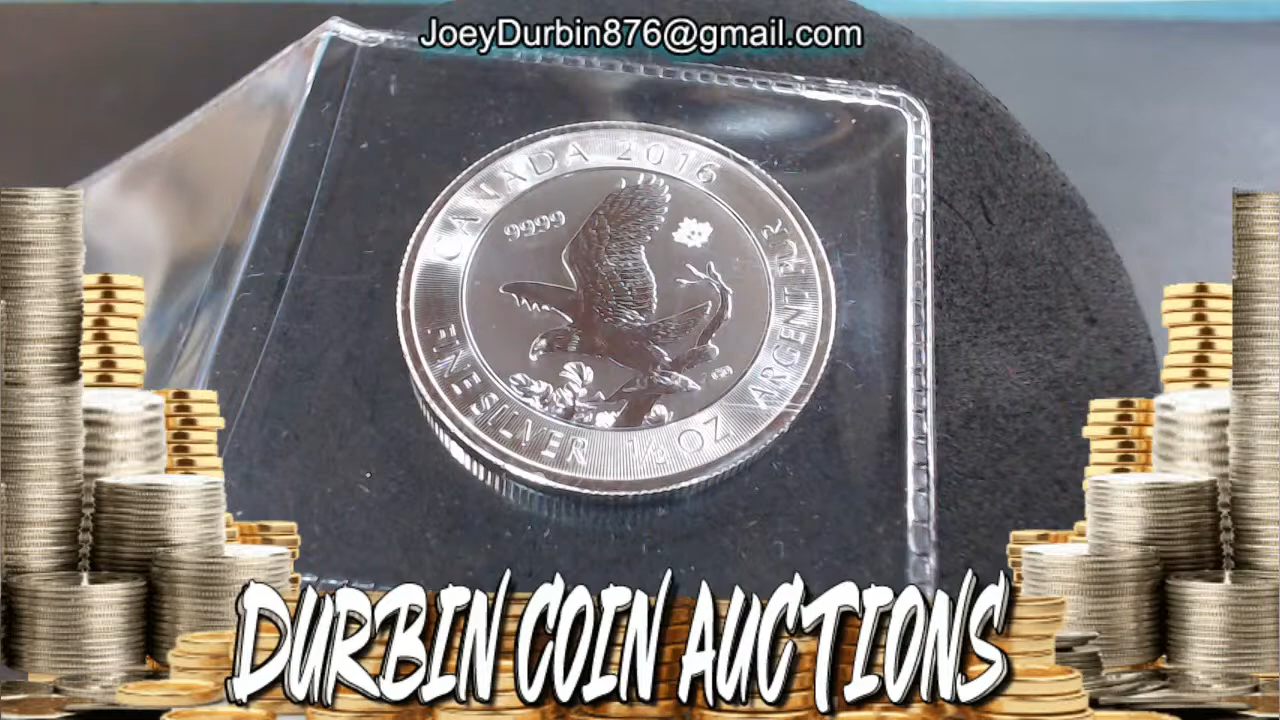 JoeyDurbin876@gmail.com
CANADA 2016
9999
FINE SILVER 1/2 OZ ARGENT PUR
DURBIN COIN AUCTIONS